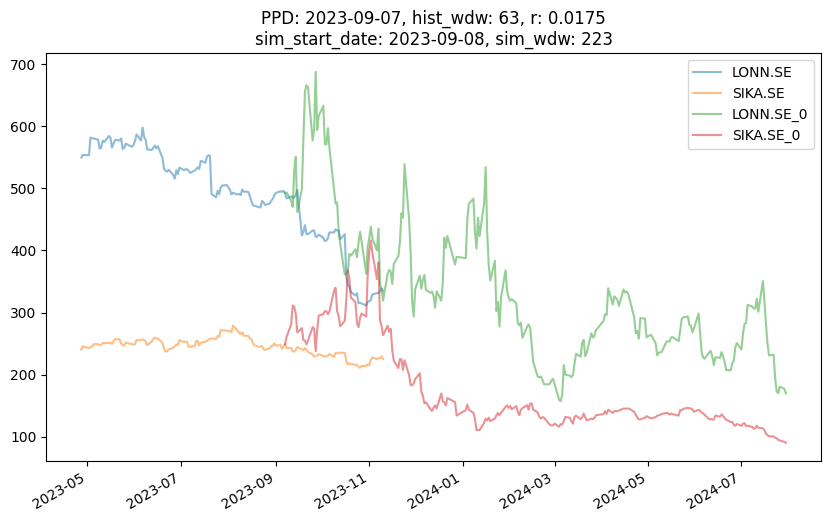 PPD: 2023-09-07, hist_wdw: 63, r: 0.0175
sim_start_date: 2023-09-08, sim_wdw: 223
LONN.SE
SIKA.SE
LONN.SE_0
SIKA.SE_0
700
600
500
400
300
200
100
2023-05
2023-07
2023-09
2023-11
2024-01
2024-03
2024-05
2024-07